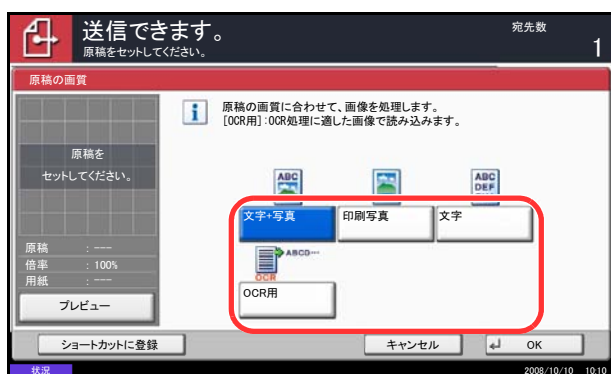 送信できます。
原稿をセットしてください。
宛先数
1
原稿の画質
原稿の画質に合わせて、画像を処理します。
[OCR用]:OCR処理に適した画像で読み込みます。
原稿を
セットしてください。
ABC
ABC
DEF
文字+写真
印刷写真
文字
ABCD---
OCR
OCR用
原稿 : ---
倍率 : 100%
用紙 : ---
プレビュー
ショートカットに登録
キャンセル
OK
状況
2008/10/10 10:10